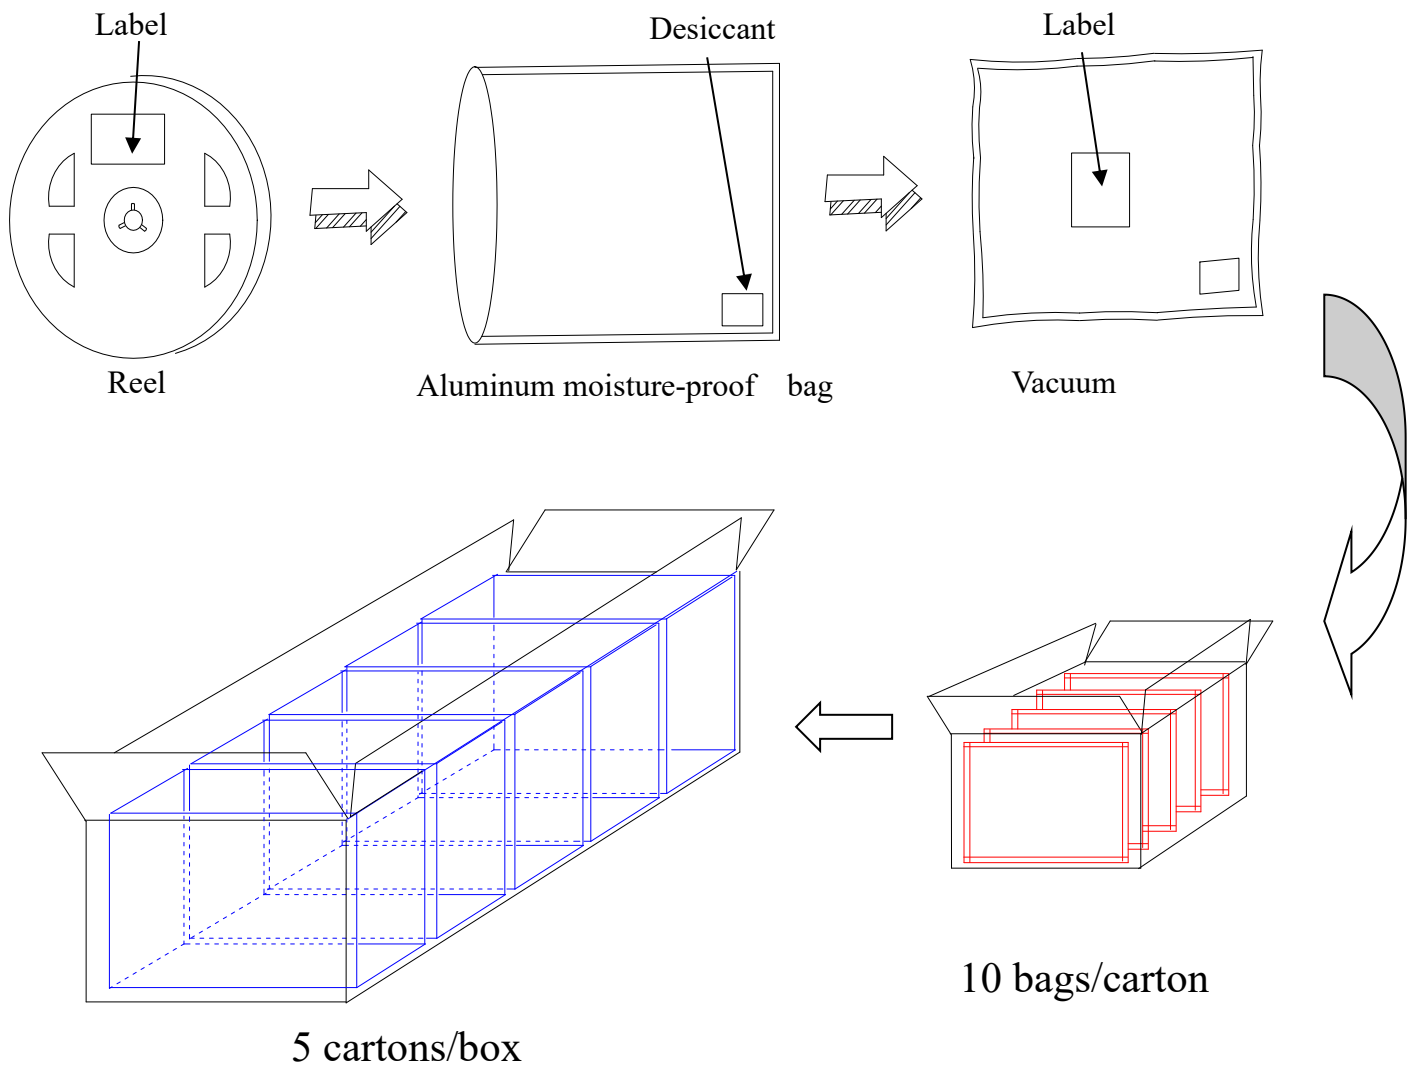 Label
Desiccant
Label
Reel
Aluminum moisture-proof bag
Vacuum
10 bags/carton
5 cartons/box